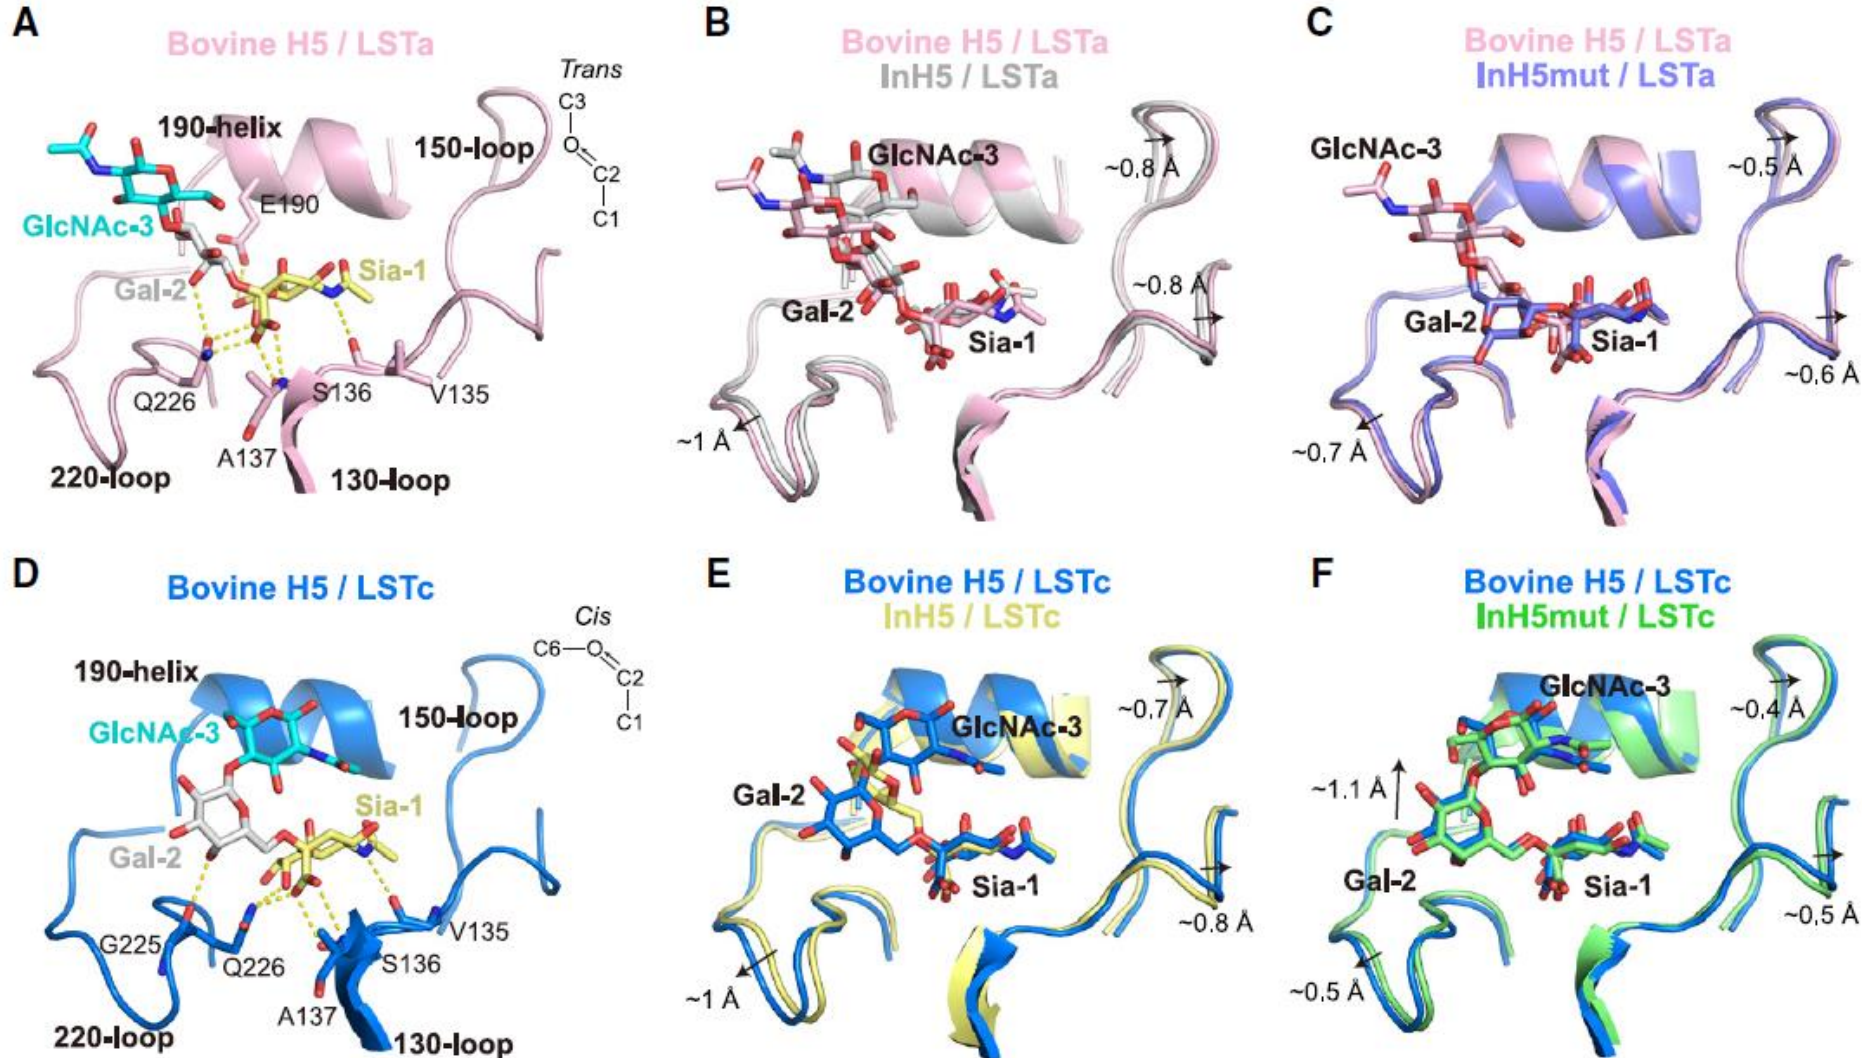 A
Bovine H5 / LSTa
Trans
C3
O
C2
C1
190-helix
150-loop
E190
GlcNAc-3
Sia-1
Gal-2
Q226
S136
V135
A137
220-loop
130-loop
B
Bovine H5 / LSTa
InH5 / LSTa
GlcNAc-3
~0.8 Å
~0.8 Å
Gal-2
Sia-1
~1 Å
C
Bovine H5 / LSTa
InH5mut / LSTa
GlcNAc-3
~0.5 Å
Gal-2
Sia-1
~0.6 Å
~0.7 Å
D
Bovine H5 / LSTc
Cis
C6
O
C2
C1
190-helix
GlcNAc-3
150-loop
Sia-1
Gal-2
G225
Q226
V135
S136
A137
220-loop
130-loop
E
Bovine H5 / LSTc
InH5 / LSTc
~0.7 Å
GlcNAc-3
Gal-2
Sia-1
~0.8 Å
~1 Å
F
Bovine H5 / LSTc
InH5mut / LSTc
GlcNAc-3
~0.4 Å
~1.1 Å
Gal-2
Sia-1
~0.5 Å
~0.5 Å